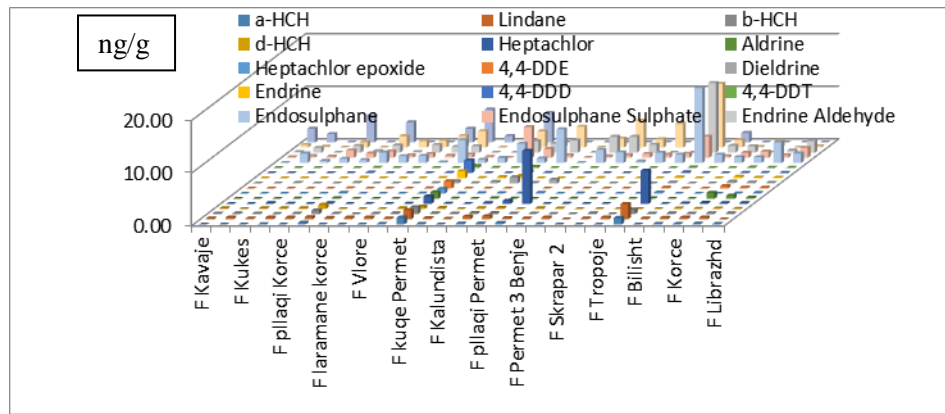 ng/g
a-HCH Lindane b-HCH
d-HCH Heptachlor Aldrine
Heptachlor epoxide 4,4-DDE Dieldrine
Endrine 4,4-DDD 4,4-DDT
Endosulphane Endosulphane Sulphate Endrine Aldehyde
20.00
10.00
0.00
F Kavaje
F Kukes
F pllaqi Korce
F laramane korce
F Vlore
F kuqe Permet
F Kalundista
F pllaqi Permet
F Permet 3 Benje
F Skrapar 2
F Tropoje
F Bilisht
F Korce
F Librazhd